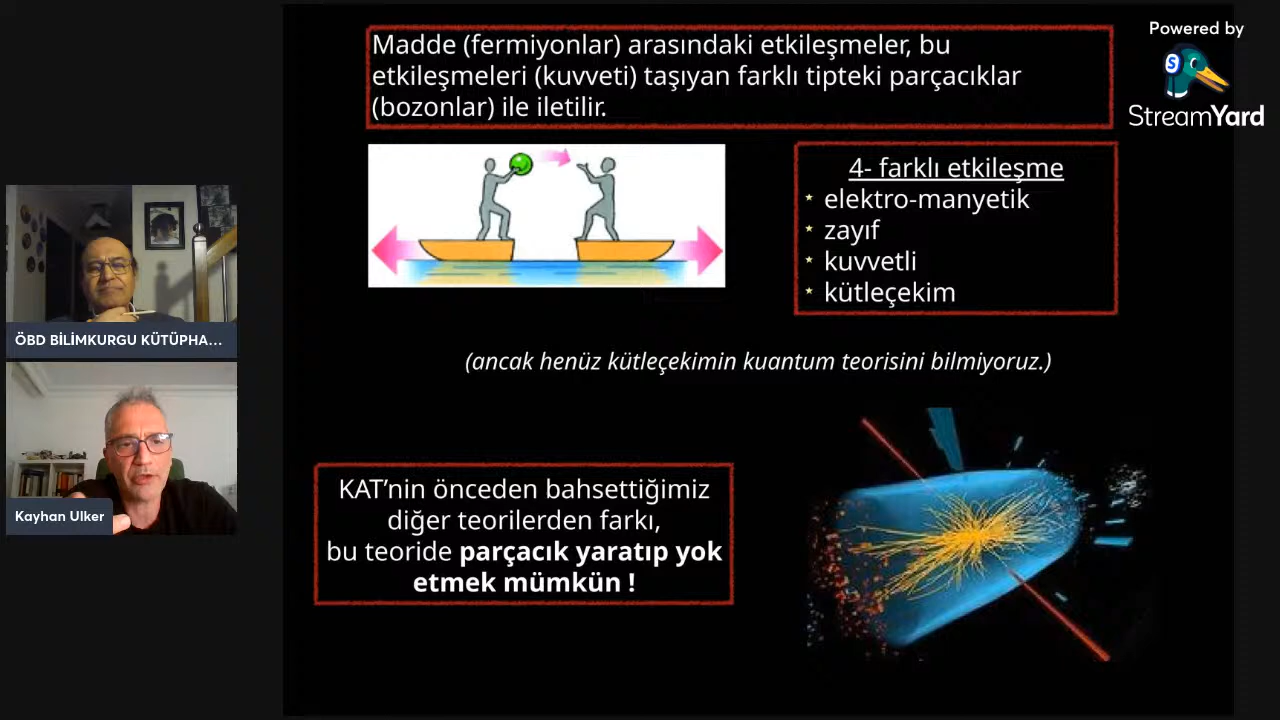 Madde (fermiyonlar) arasındaki etkileşmeler, bu
etkileşmeleri (kuvveti) taşıyan farklı tipteki parçacıklar
(bozonlar) ile iletilir.
Powered by
S
StreamYard
4- farklı etkileşme
elektro-manyetik
zayıf
kuvvetli
kütleçekim
ÖBD BİLİMKURGU KÜTÜPHA...
(ancak henüz kütleçekimin kuantum teorisini bilmiyoruz.)
Kayhan Ulker
KAT'nin önceden bahsettiğimiz
diğer teorilerden farkı,
bu teoride parçacık yaratıp yok
etmek mümkün !